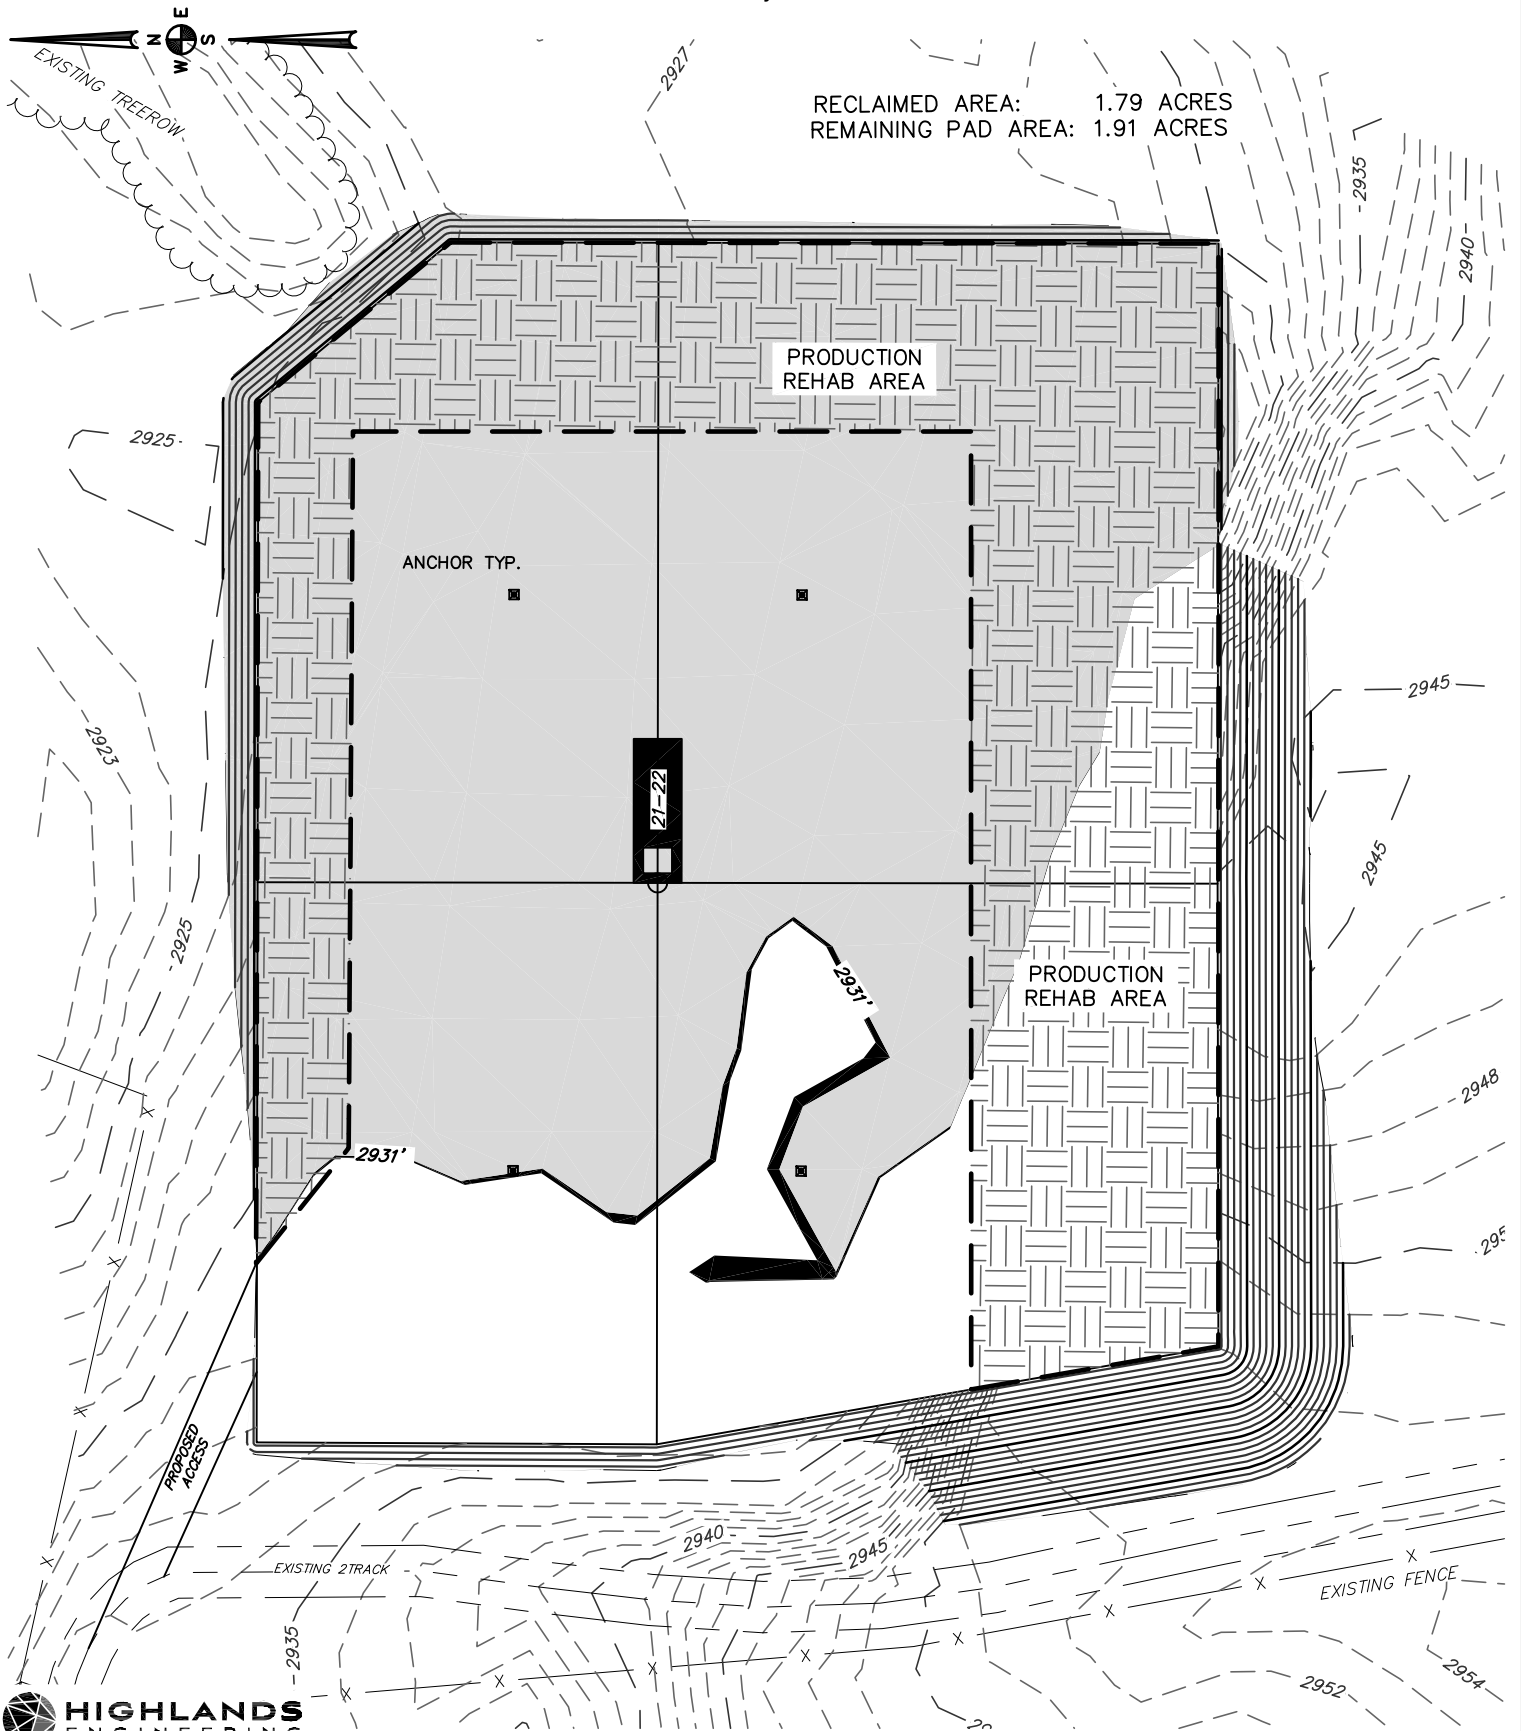 N
E
S
W
EXISTING TREEROW
2927
RECLAIMED AREA: 1.79 ACRES
REMAINING PAD AREA: 1.91 ACRES
2935
2940
PRODUCTION
REHAB AREA
2925
ANCHOR TYP.
2945
2923
21-22
2945
2925
2931'
PRODUCTION
REHAB AREA
2948
2931'
PROPOSED
ACCESS
2940
2945
EXISTING 2TRACK
EXISTING FENCE
2935
2954
2952
HIGHLANDS
ENGINEERING